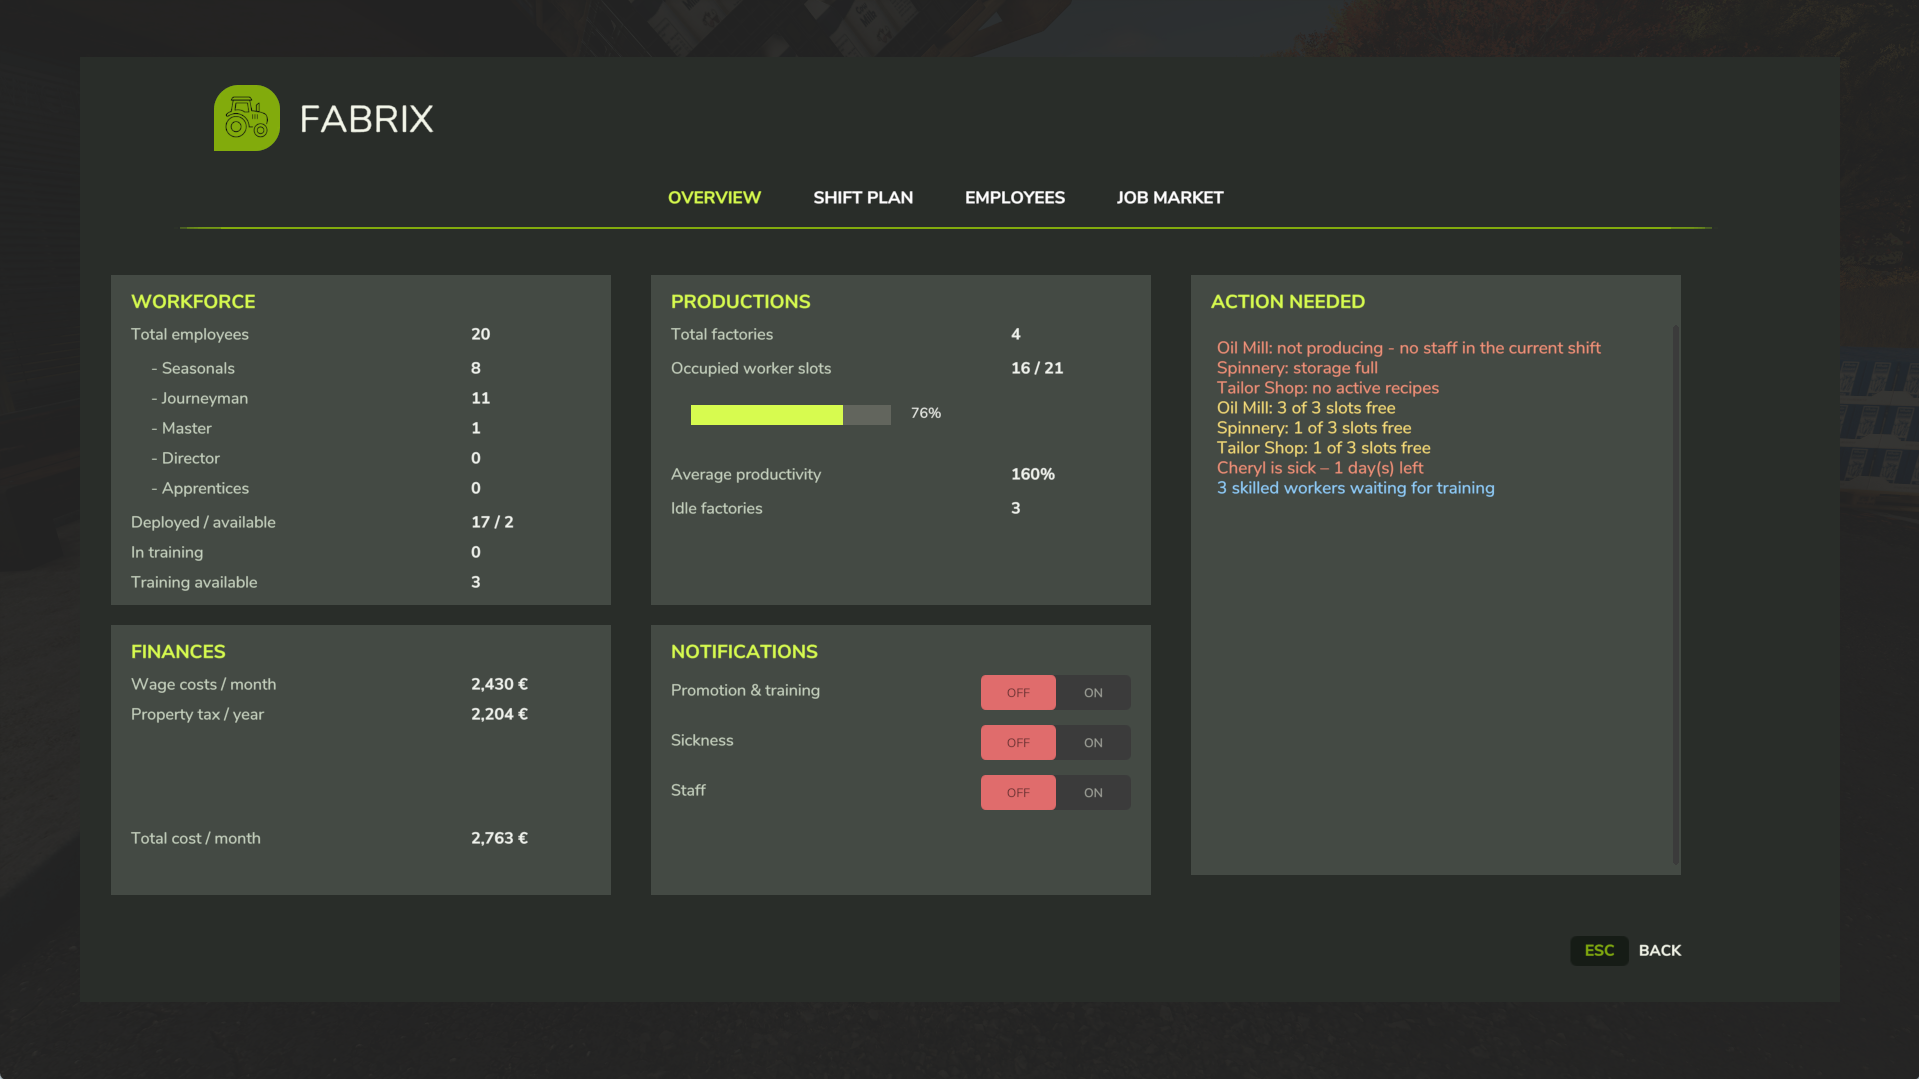 FABRIX
OVERVIEW SHIFT PLAN EMPLOYEES JOB MARKET
WORKFORCE
Total employees 20
- Seasonals 8
- Journeyman 11
- Master 1
- Director 0
- Apprentices 0
Deployed / available 17 / 2
In training 0
Training available 3
PRODUCTIONS
Total factories 4
Occupied worker slots 16 / 21
76%
Average productivity 160%
Idle factories 3
ACTION NEEDED
Oil Mill: not producing - no staff in the current shift
Spinnery: storage full
Tailor Shop: no active recipes
Oil Mill: 3 of 3 slots free
Spinnery: 1 of 3 slots free
Tailor Shop: 1 of 3 slots free
Cheryl is sick – 1 day(s) left
3 skilled workers waiting for training
FINANCES
Wage costs / month 2,430 €
Property tax / year 2,204 €
Total cost / month 2,763 €
NOTIFICATIONS
Promotion & training OFF ON
Sickness OFF ON
Staff OFF ON
ESC BACK